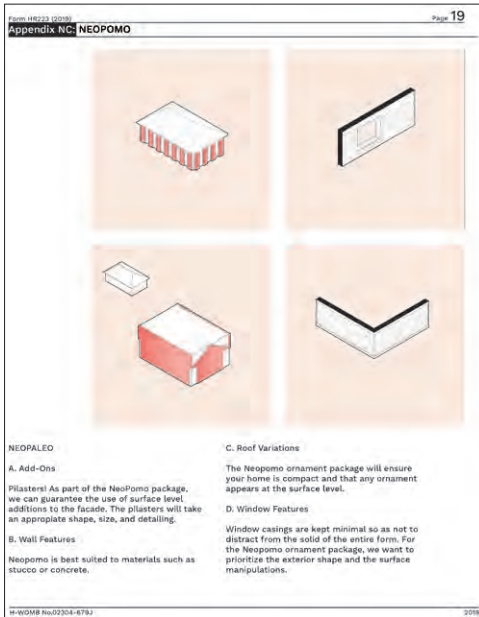 Form HR223 (2019)
Page 19
Appendix NC: NEOPOMO
NEOPALEO
A. Add-Ons
Pilasters! As part of the NeoPomo package,
we can guarantee the use of surface level
additions to the facade. The pilasters will take
an appropiate shape, size, and detailing.
B. Wall Features
Neopomo is best suited to materials such as
stucco or concrete.
C. Roof Variations
The Neopomo ornament package will ensure
your home is compact and that any ornament
appears at the surface level.
D. Window Features
Window casings are kept minimal so as not to
distract from the solid of the entire form. For
the Neopomo ornament package, we want to
prioritize the exterior shape and the surface
manipulations.
H-WOMB No.02304-679J
2019